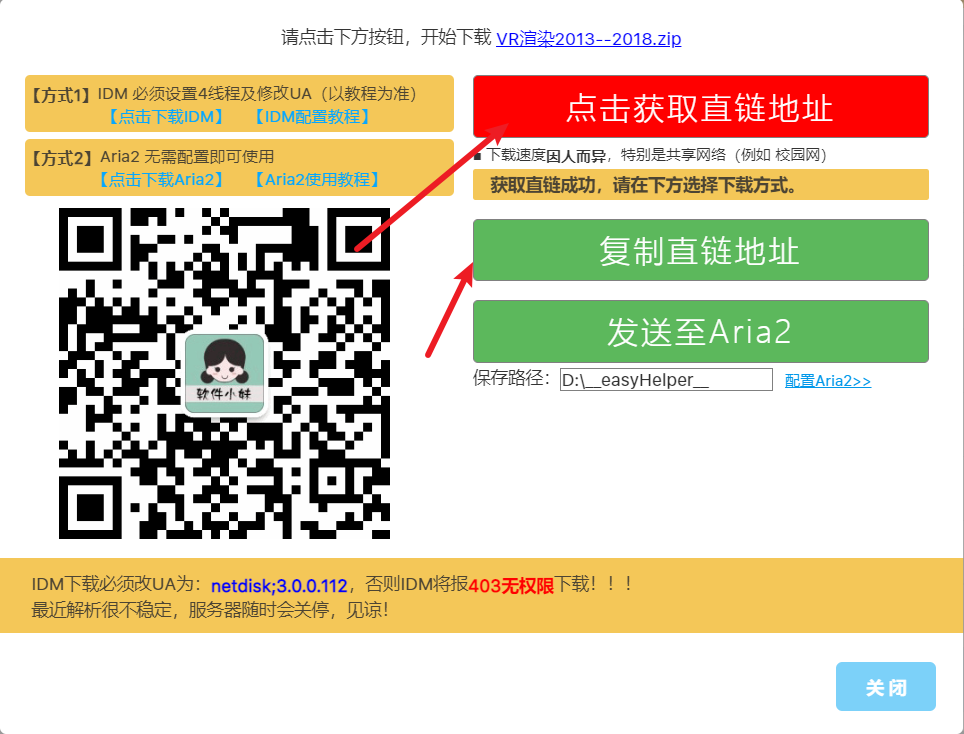 请点击下方按钮，开始下载 VR渲染2013--2018.zip
【方式1】IDM 必须设置4线程及修改UA（以教程为准）
【点击下载IDM】 【IDM配置教程】
【方式2】Aria2 无需配置即可使用
【点击下载Aria2】 【Aria2使用教程】
软件小妹
点击获取直链地址
■ 下载速度因人而异，特别是共享网络（例如 校园网）
获取直链成功，请在下方选择下载方式。
复制直链地址
发送至Aria2
保存路径：D:\__easyHelper__ 配置Aria2>>
IDM下载必须改UA为：netdisk;3.0.0.112，否则IDM将报403无权限下载！！！
最近解析很不稳定，服务器随时会关停，见谅！
关闭